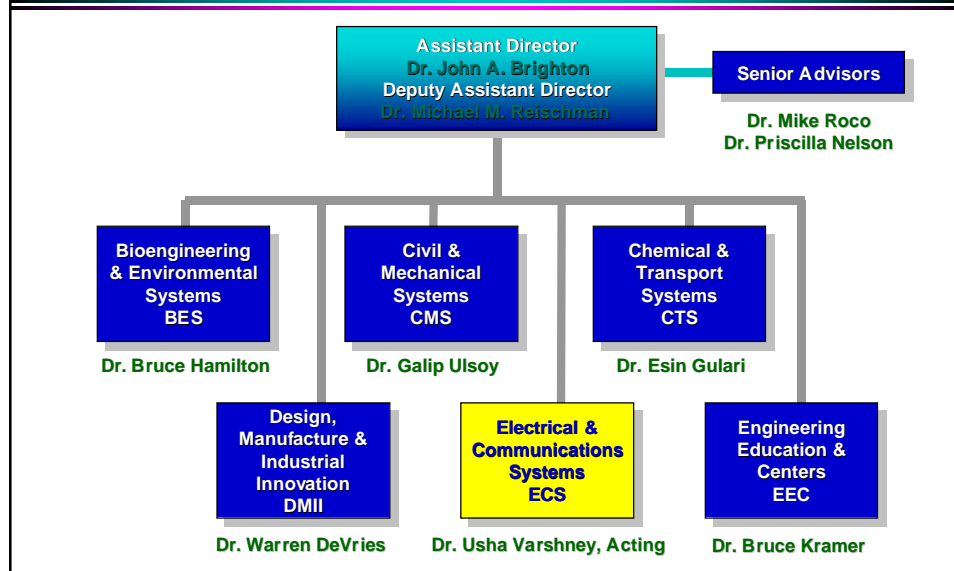 Assistant Director
Dr. John A. Brighton
Deputy Assistant Director
Dr. Michael M. Reischman
Senior Advisors
Dr. Mike Roco
Dr. Priscilla Nelson
Bioengineering
& Environmental
Systems
BES
Dr. Bruce Hamilton
Civil &
Mechanical
Systems
CMS
Dr. Galip Ulsoy
Chemical &
Transport
Systems
CTS
Dr. Esin Gulari
Design,
Manufacture &
Industrial
Innovation
DMII
Dr. Warren DeVries
Electrical &
Communications
Systems
ECS
Dr. Usha Varshney, Acting
Engineering
Education &
Centers
EEC
Dr. Bruce Kramer